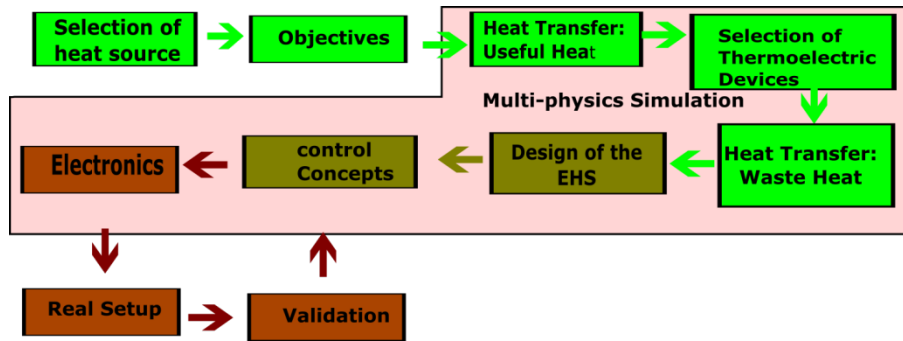 Selection of
heat source
Objectives
Heat Transfer:
Useful Heat
Selection of
Thermoelectric
Devices
Multi-physics Simulation
Electronics
control
Concepts
Design of the
EHS
Heat Transfer:
Waste Heat
Real Setup
Validation